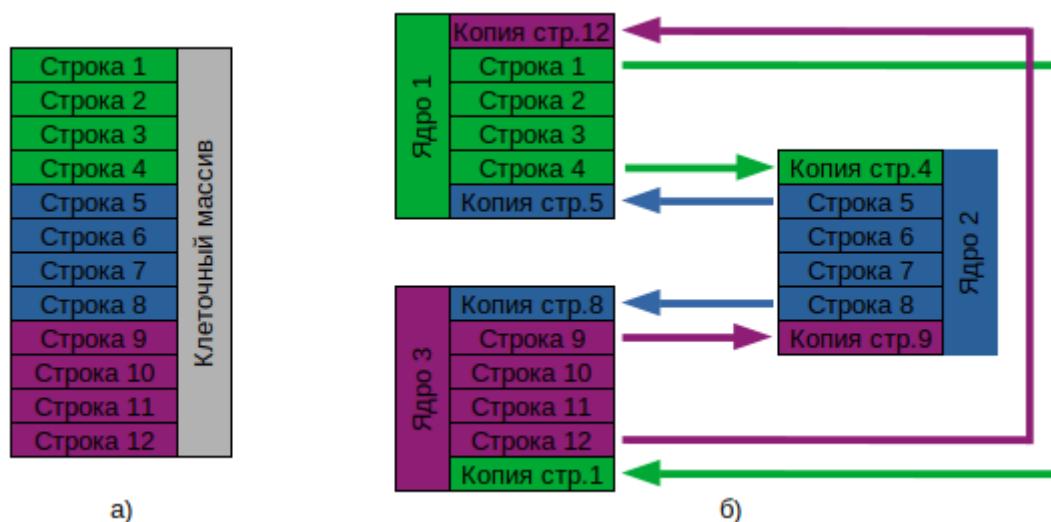 Строка 1
Строка 2
Строка 3
Строка 4
Строка 5
Строка 6
Строка 7
Строка 8
Строка 9
Строка 10
Строка 11
Строка 12
Клеточный массив
а)
Ядро 1
Копия стр.12
Строка 1
Строка 2
Строка 3
Строка 4
Копия стр.5
Копия стр.4
Строка 5
Строка 6
Строка 7
Строка 8
Копия стр.9
Ядро 2
Ядро 3
Копия стр.8
Строка 9
Строка 10
Строка 11
Строка 12
Копия стр.1
б)